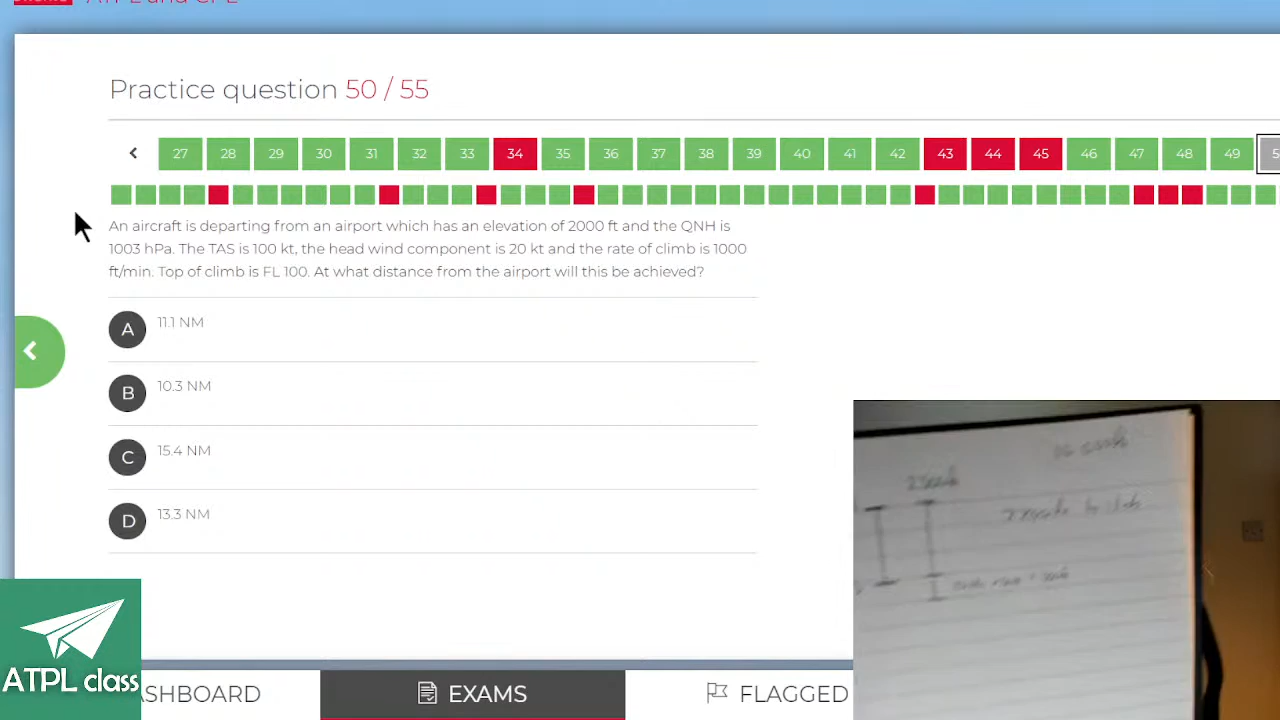 ATPL and CPL
Practice question 50 / 55
27 28 29 30 31 32 33 34 35 36 37 38 39 40 41 42 43 44 45 46 47 48 49
An aircraft is departing from an airport which has an elevation of 2000 ft and the QNH is
1003 hPa. The TAS is 100 kt, the head wind component is 20 kt and the rate of climb is 1000
ft/min. Top of climb is FL 100. At what distance from the airport will this be achieved?
A 11.1 NM
B 10.3 NM
C 15.4 NM
D 13.3 NM
ATPL class
ASHBOARD EXAMS FLAGGED